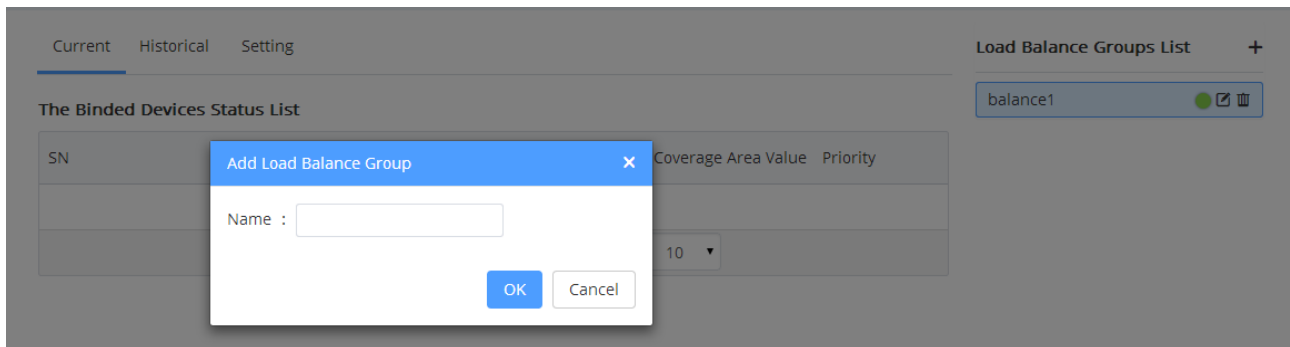 Current Historical Setting
Load Balance Groups List +
balance1
The Binded Devices Status List
SN Coverage Area Value Priority
Add Load Balance Group ×
Name :
10
OK Cancel